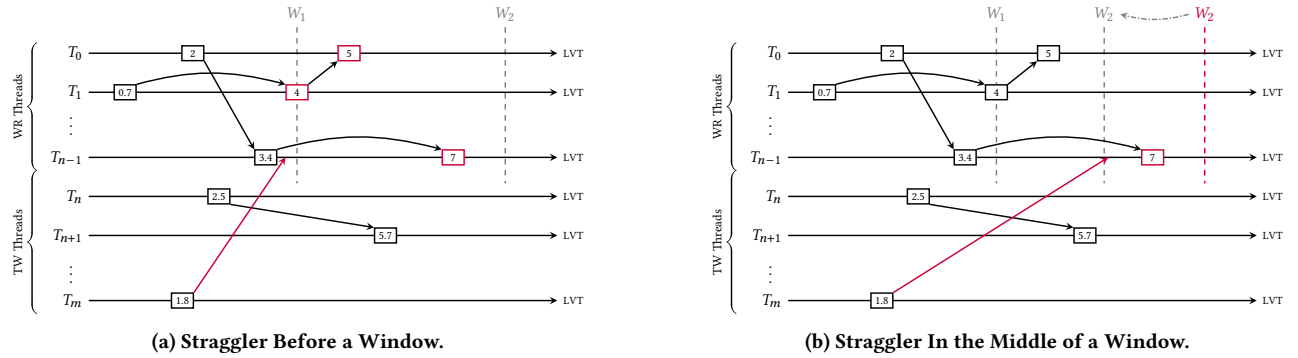 W1 W2
T0 2 5 LVT
T1 0.7 4 LVT
WR Threads
⋮
Tn−1 3.4 7 LVT
Tn 2.5 LVT
Tn+1 5.7 LVT
TW Threads
⋮
Tm 1.8 LVT
(a) Straggler Before a Window.
W1 W2 W2
T0 2 5 LVT
T1 0.7 4 LVT
WR Threads
⋮
Tn−1 3.4 7 LVT
Tn 2.5 LVT
Tn+1 5.7 LVT
TW Threads
⋮
Tm 1.8 LVT
(b) Straggler In the Middle of a Window.